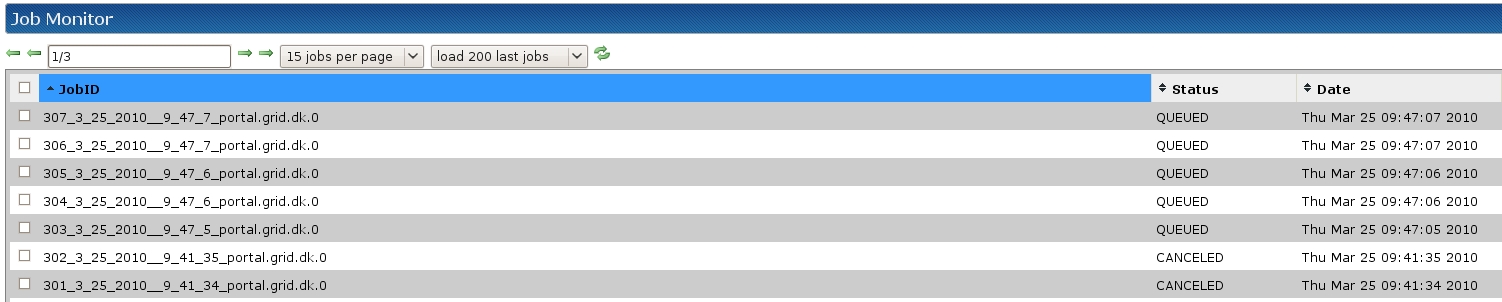 Job Monitor
1/3 15 jobs per page load 200 last jobs
JobID Status Date
307_3_25_2010__9_47_7_portal.grid.dk.0 QUEUED Thu Mar 25 09:47:07 2010
306_3_25_2010__9_47_7_portal.grid.dk.0 QUEUED Thu Mar 25 09:47:07 2010
305_3_25_2010__9_47_6_portal.grid.dk.0 QUEUED Thu Mar 25 09:47:06 2010
304_3_25_2010__9_47_6_portal.grid.dk.0 QUEUED Thu Mar 25 09:47:06 2010
303_3_25_2010__9_47_5_portal.grid.dk.0 QUEUED Thu Mar 25 09:47:05 2010
302_3_25_2010__9_41_35_portal.grid.dk.0 CANCELED Thu Mar 25 09:41:35 2010
301_3_25_2010__9_41_34_portal.grid.dk.0 CANCELED Thu Mar 25 09:41:34 2010